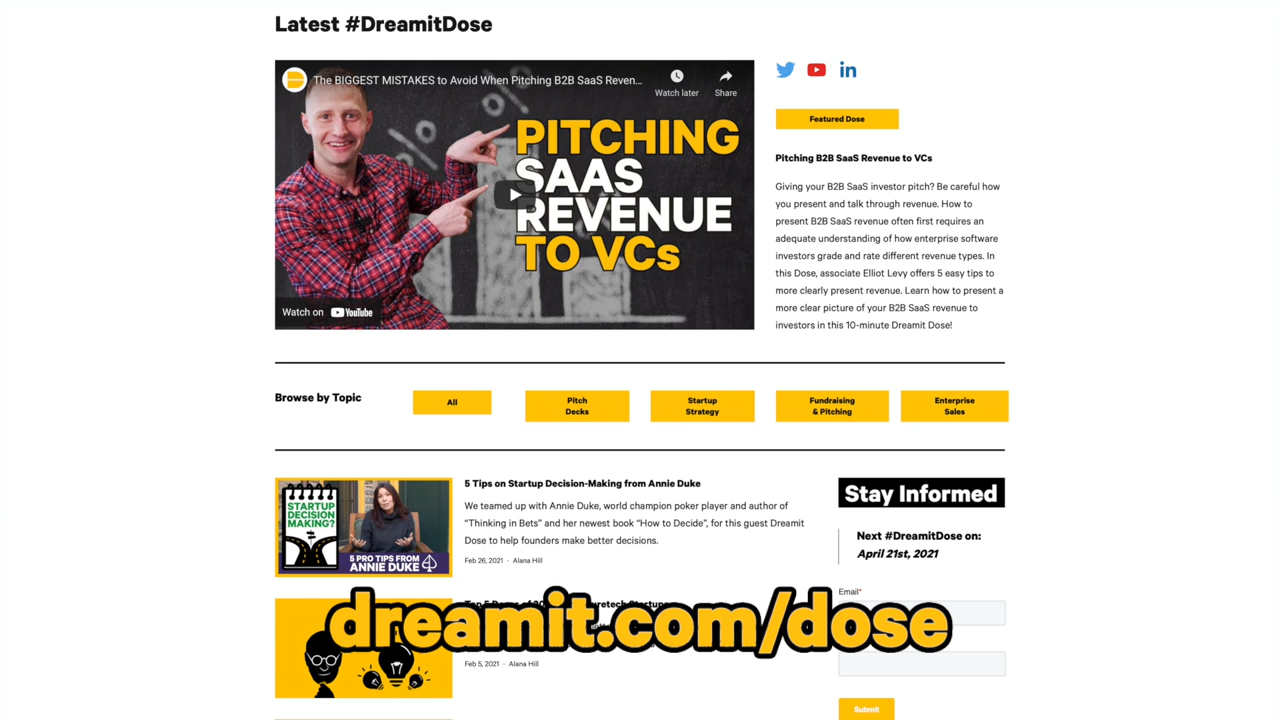 Latest #DreamitDose
The BIGGEST MISTAKES to Avoid When Pitching B2B SaaS Reven...
Watch later
Share
PITCHING
SAAS
REVENUE
TO VCs
Watch on YouTube
Featured Dose
Pitching B2B SaaS Revenue to VCs
Giving your B2B SaaS investor pitch? Be careful how
you present and talk through revenue. How to
present B2B SaaS revenue often first requires an
adequate understanding of how enterprise software
investors grade and rate different revenue types. In
this Dose, associate Elliot Levy offers 5 easy tips to
more clearly present revenue. Learn how to present a
more clear picture of your B2B SaaS revenue to
investors in this 10-minute Dreamit Dose!
Browse by Topic
All
Pitch
Decks
Startup
Strategy
Fundraising
& Pitching
Enterprise
Sales
STARTUP
DECISION
MAKING?
5 PRO TIPS FROM
ANNIE DUKE
5 Tips on Startup Decision-Making from Annie Duke
We teamed up with Annie Duke, world champion poker player and author of
“Thinking in Bets” and her newest book “How to Decide”, for this guest Dreamit
Dose to help founders make better decisions.
Feb 26, 2021 · Alana Hill
Stay Informed
Next #DreamitDose on:
April 21st, 2021
Email*
dreamit.com/dose
Feb 5, 2021 · Alana Hill
Submit